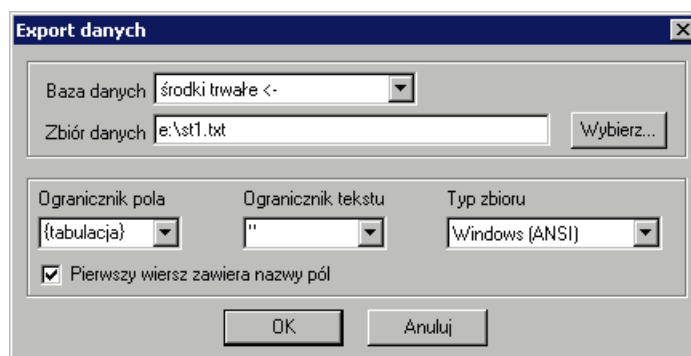 Export danych
Baza danych środki trwałe <-
Zbiór danych e:\st1.txt Wybierz...
Ogranicznik pola Ogranicznik tekstu Typ zbioru
{tabulacja} " Windows (ANSI)
Pierwszy wiersz zawiera nazwy pól
OK Anuluj